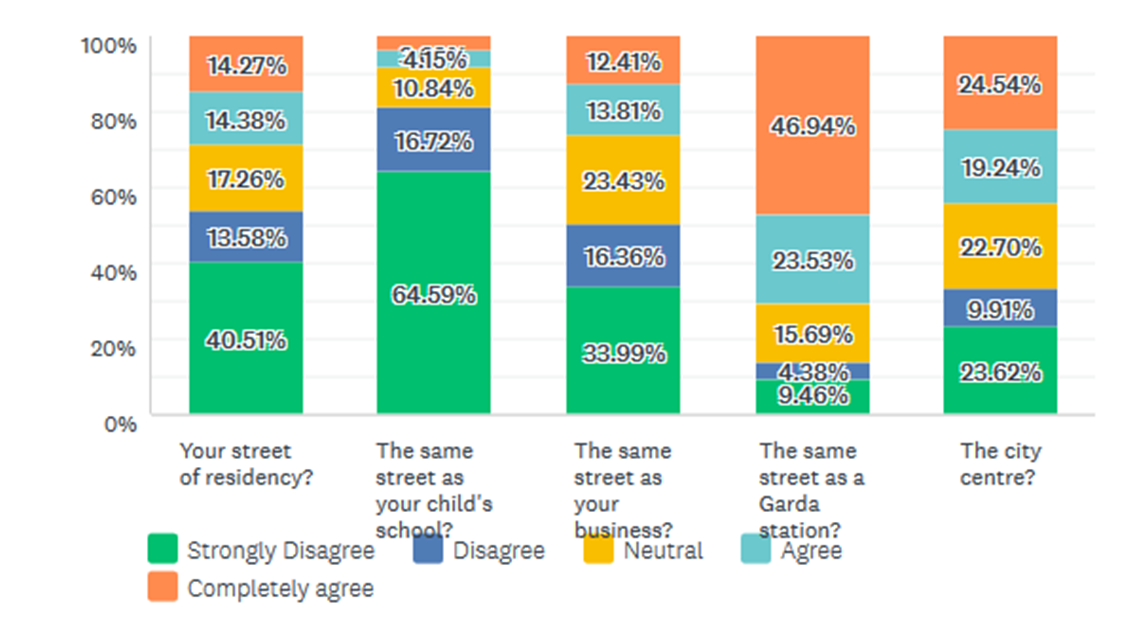 100%
80%
60%
40%
20%
0%
14.27%
14.38%
17.26%
13.58%
40.51%
4.15%
10.84%
16.72%
64.59%
12.41%
13.81%
23.43%
16.36%
33.99%
46.94%
23.53%
15.69%
4.38%
9.46%
24.54%
19.24%
22.70%
9.91%
23.62%
Your street
of residency?
The same
street as
your child's
school?
The same
street as
your
business?
The same
street as a
Garda
station?
The city
centre?
Strongly Disagree
Disagree
Neutral
Agree
Completely agree